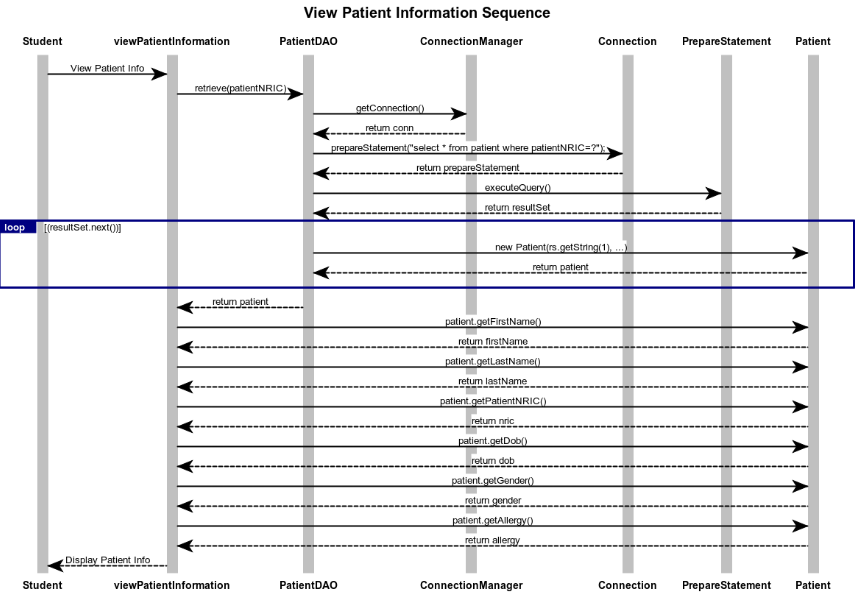 View Patient Information Sequence
Student viewPatientInformation PatientDAO ConnectionManager Connection PrepareStatement Patient
View Patient Info
retrieve(patientNRIC)
getConnection()
return conn
prepareStatement("select * from patient where patientNRIC=?");
return prepareStatement
executeQuery()
return resultSet
loop [(resultSet.next())]
new Patient(rs.getString(1), ...)
return patient
return patient
patient.getFirstName()
return firstName
patient.getLastName()
return lastName
patient.getPatientNRIC()
return nric
patient.getDob()
return dob
patient.getGender()
return gender
patient.getAllergy()
return allergy
Display Patient Info
Student viewPatientInformation PatientDAO ConnectionManager Connection PrepareStatement Patient